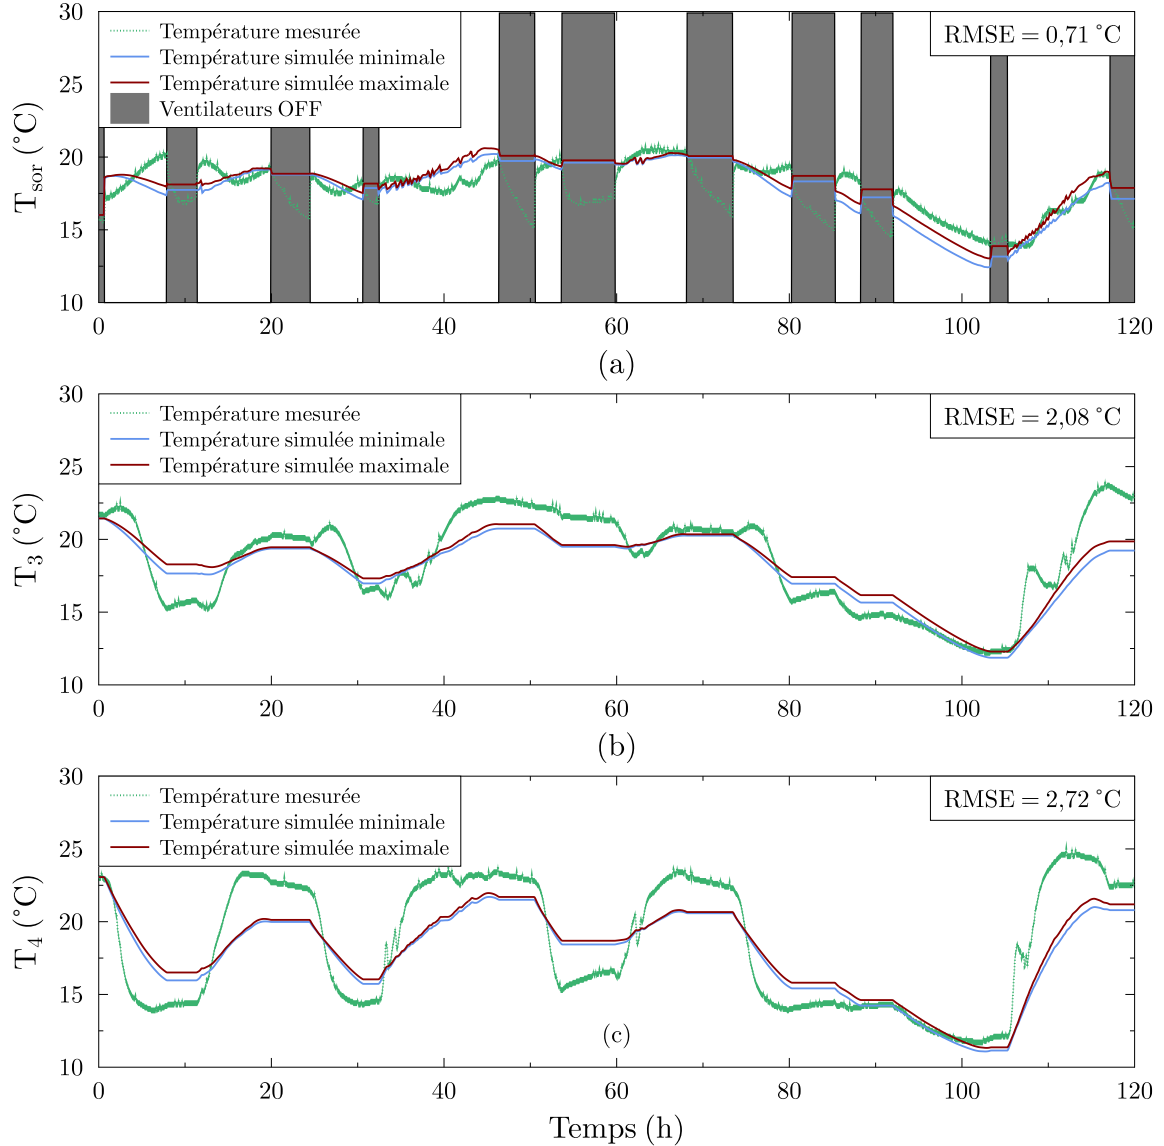 30
25
20
15
10
T_sor (°C)
Température mesurée
Température simulée minimale
Température simulée maximale
Ventilateurs OFF
RMSE = 0,71 °C
0 20 40 60 80 100 120
(a)
30
25
20
15
10
T_3 (°C)
Température mesurée
Température simulée minimale
Température simulée maximale
RMSE = 2,08 °C
0 20 40 60 80 100 120
(b)
30
25
20
15
10
T_4 (°C)
Température mesurée
Température simulée minimale
Température simulée maximale
RMSE = 2,72 °C
(c)
0 20 40 60 80 100 120
Temps (h)